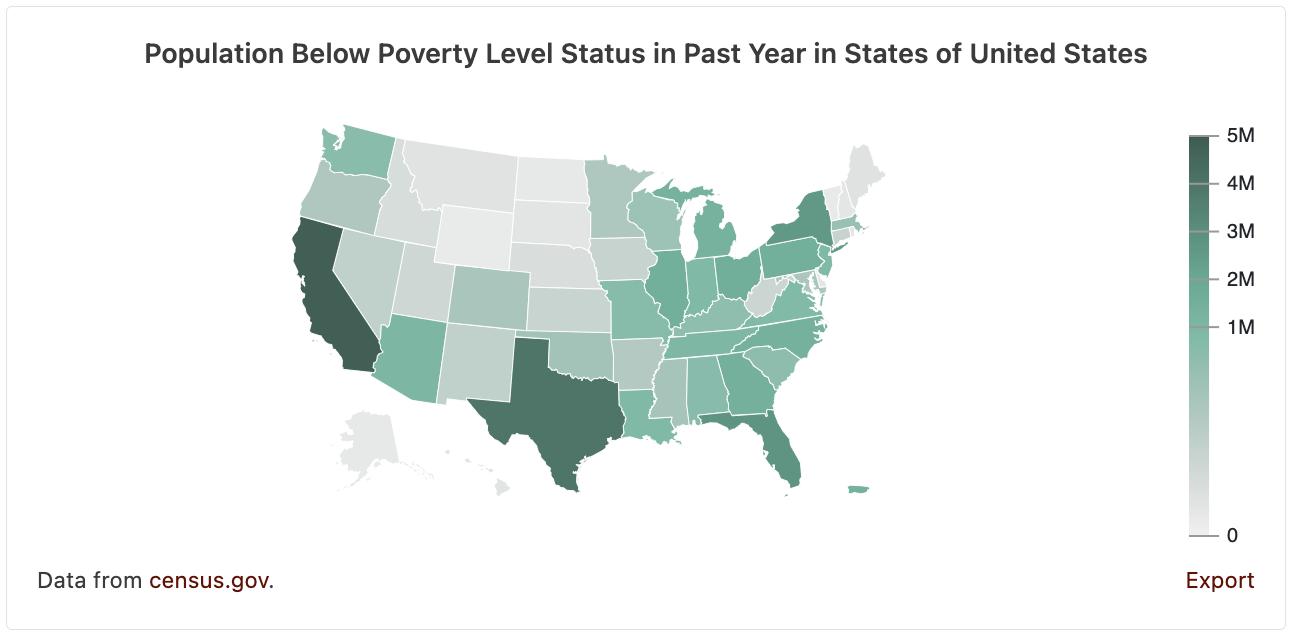 Population Below Poverty Level Status in Past Year in States of United States
5M
4M
3M
2M
1M
0
Data from census.gov.
Export